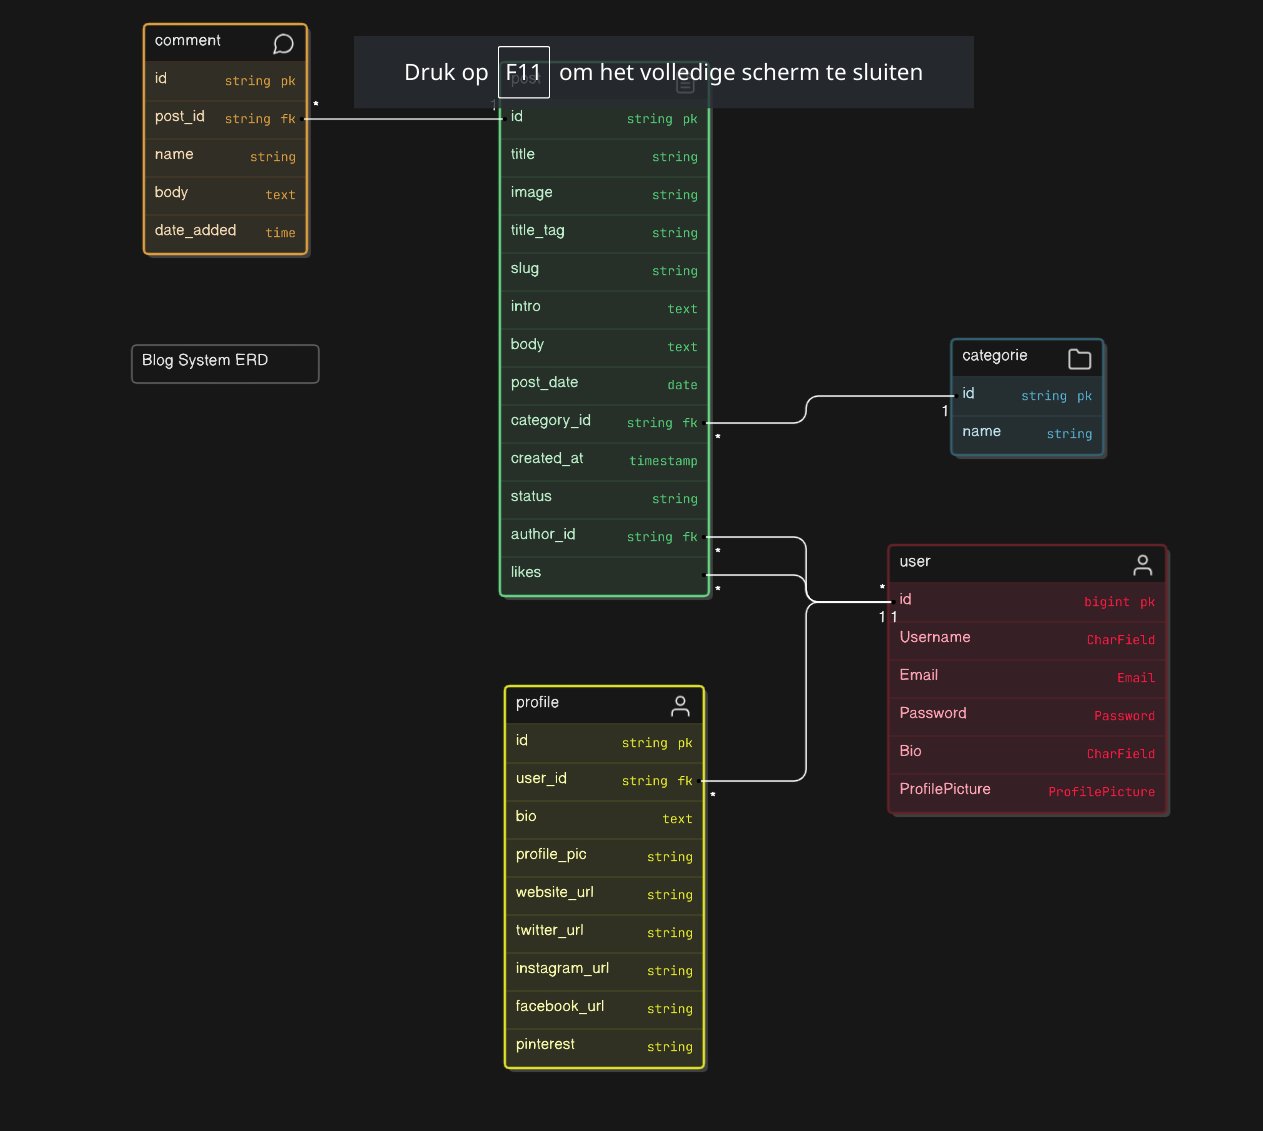 Druk op F11 om het volledige scherm te sluiten
comment
id string pk
post_id string fk
name string
body text
date_added time
*
1
Blog System ERD
post
id string pk
title string
image string
title_tag string
slug string
intro text
body text
post_date date
category_id string fk
created_at timestamp
status string
author_id string fk
likes
*
*
*
categorie
id string pk
name string
1
user
id bigint pk
Username CharField
Email Email
Password Password
Bio CharField
ProfilePicture ProfilePicture
*
1 1
profile
id string pk
user_id string fk
bio text
profile_pic string
website_url string
twitter_url string
instagram_url string
facebook_url string
pinterest string
*